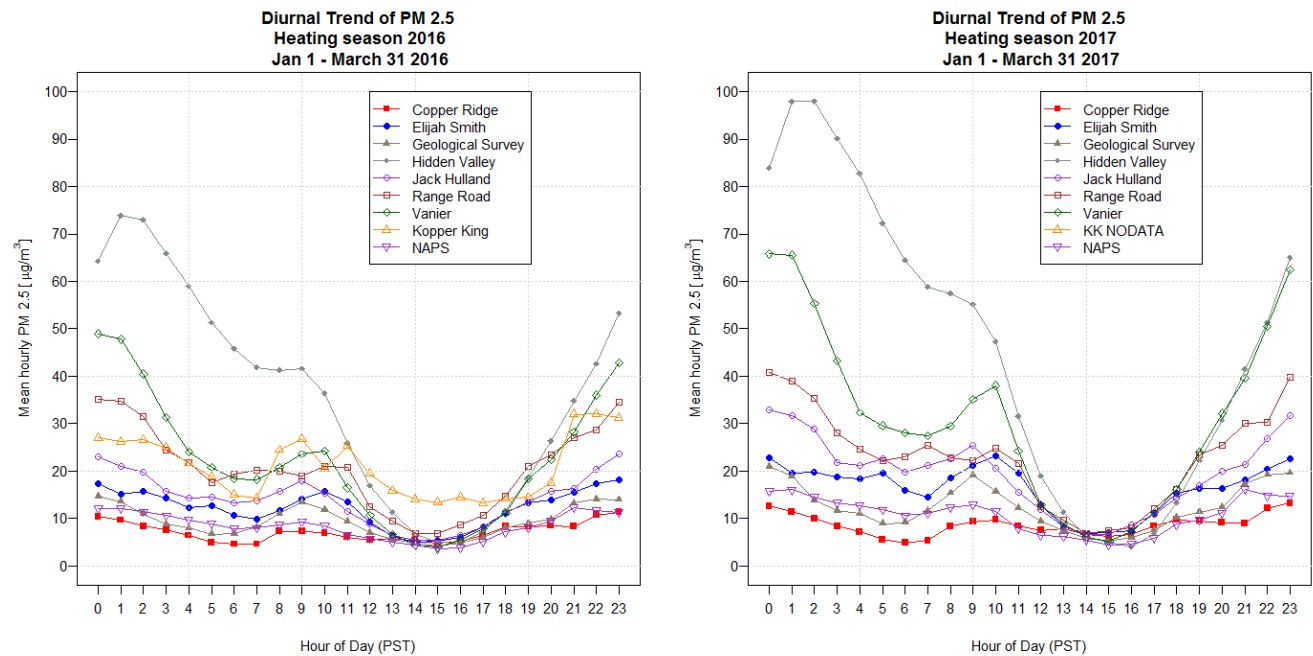 Diurnal Trend of PM 2.5
Heating season 2016
Jan 1 - March 31 2016
Mean hourly PM 2.5 [ µg/m³]
100
80
60
40
20
0
90
70
50
30
10
Copper Ridge
Elijah Smith
Geological Survey
Hidden Valley
Jack Hulland
Range Road
Vanier
Kopper King
NAPS
0 1 2 3 4 5 6 7 8 9 10 11 12 13 14 15 16 17 18 19 20 21 22 23
Hour of Day (PST)
Diurnal Trend of PM 2.5
Heating season 2017
Jan 1 - March 31 2017
Mean hourly PM 2.5 [ µg/m³]
100
80
60
40
20
0
90
70
50
30
10
Copper Ridge
Elijah Smith
Geological Survey
Hidden Valley
Jack Hulland
Range Road
Vanier
KK NODATA
NAPS
0 1 2 3 4 5 6 7 8 9 10 11 12 13 14 15 16 17 18 19 20 21 22 23
Hour of Day (PST)